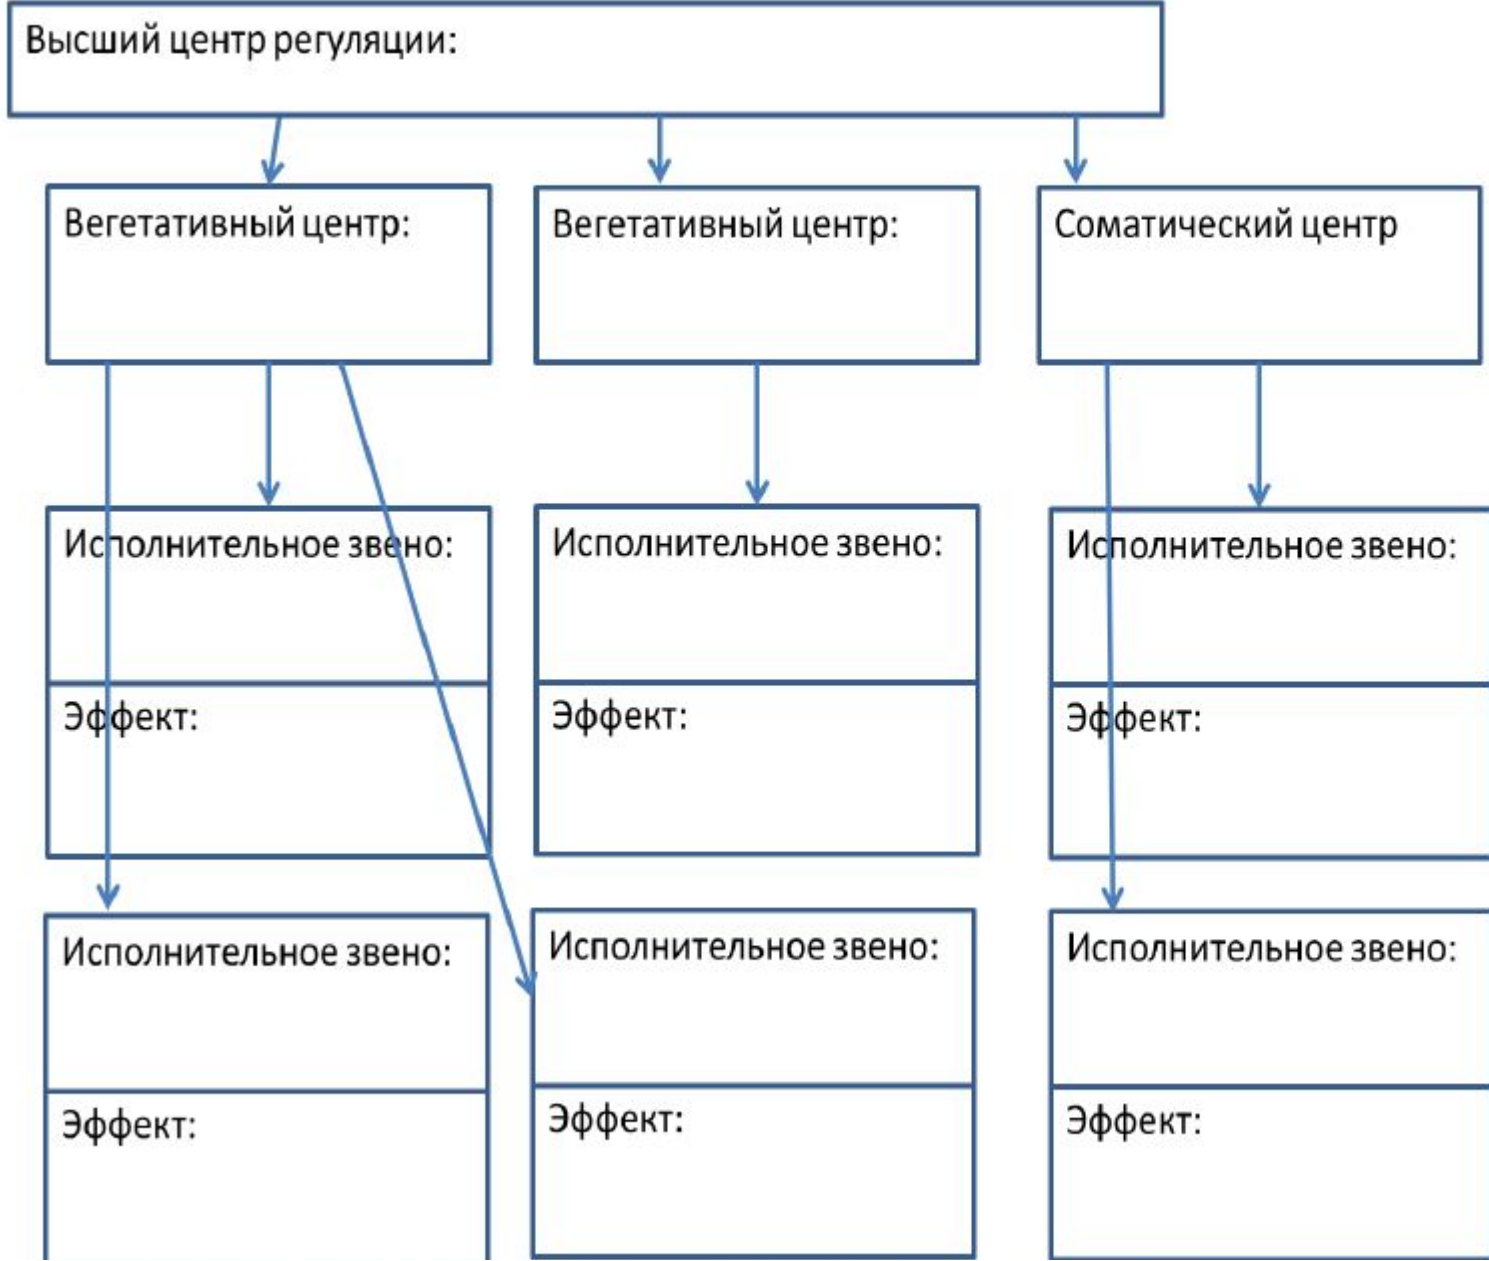 Высший центр регуляции:
Вегетативный центр:
Вегетативный центр:
Соматический центр
Исполнительное звено:
Исполнительное звено:
Исполнительное звено:
Эффект:
Эффект:
Эффект:
Исполнительное звено:
Исполнительное звено:
Исполнительное звено:
Эффект:
Эффект:
Эффект: